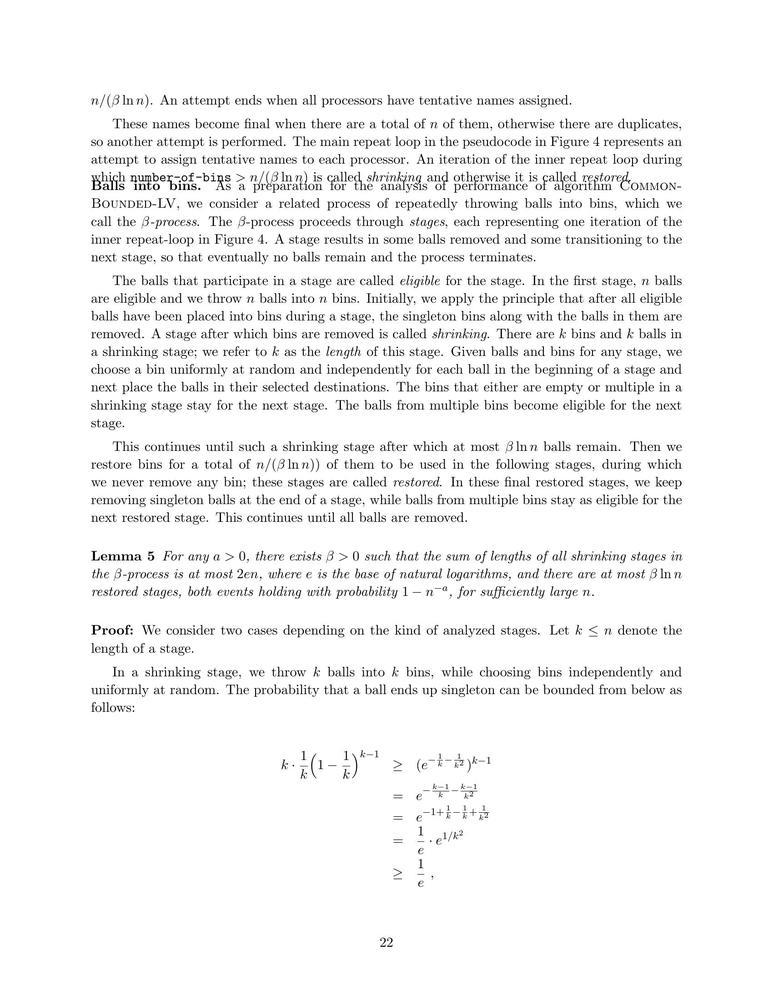 n/(β ln n). An attempt ends when all processors have tentative names assigned.
These names become final when there are a total of n of them, otherwise there are duplicates,
so another attempt is performed. The main repeat loop in the pseudocode in Figure 4 represents an
attempt to assign tentative names to each processor. An iteration of the inner repeat loop during
which number-of-bins > n/(β ln n) is called shrinking and otherwise it is called restored.
Balls into bins. As a preparation for the analysis of performance of algorithm Common-
Bounded-LV, we consider a related process of repeatedly throwing balls into bins, which we
call the β-process. The β-process proceeds through stages, each representing one iteration of the
inner repeat-loop in Figure 4. A stage results in some balls removed and some transitioning to the
next stage, so that eventually no balls remain and the process terminates.
The balls that participate in a stage are called eligible for the stage. In the first stage, n balls
are eligible and we throw n balls into n bins. Initially, we apply the principle that after all eligible
balls have been placed into bins during a stage, the singleton bins along with the balls in them are
removed. A stage after which bins are removed is called shrinking. There are k bins and k balls in
a shrinking stage; we refer to k as the length of this stage. Given balls and bins for any stage, we
choose a bin uniformly at random and independently for each ball in the beginning of a stage and
next place the balls in their selected destinations. The bins that either are empty or multiple in a
shrinking stage stay for the next stage. The balls from multiple bins become eligible for the next
stage.
This continues until such a shrinking stage after which at most β ln n balls remain. Then we
restore bins for a total of n/(β ln n)) of them to be used in the following stages, during which
we never remove any bin; these stages are called restored. In these final restored stages, we keep
removing singleton balls at the end of a stage, while balls from multiple bins stay as eligible for the
next restored stage. This continues until all balls are removed.
Lemma 5 For any a > 0, there exists β > 0 such that the sum of lengths of all shrinking stages in
the β-process is at most 2en, where e is the base of natural logarithms, and there are at most β ln n
restored stages, both events holding with probability 1 − n^{−a}, for sufficiently large n.
Proof: We consider two cases depending on the kind of analyzed stages. Let k ≤ n denote the
length of a stage.
In a shrinking stage, we throw k balls into k bins, while choosing bins independently and
uniformly at random. The probability that a ball ends up singleton can be bounded from below as
follows:
k · \frac{1}{k}(1 − \frac{1}{k})^{k−1} ≥ (e^{−\frac{1}{k}−\frac{1}{k^2}})^{k−1}
= e^{−\frac{k−1}{k}−\frac{k−1}{k^2}}
= e^{−1+\frac{1}{k}−\frac{1}{k}+\frac{1}{k^2}}
= \frac{1}{e} · e^{1/k^2}
≥ \frac{1}{e} ,
22